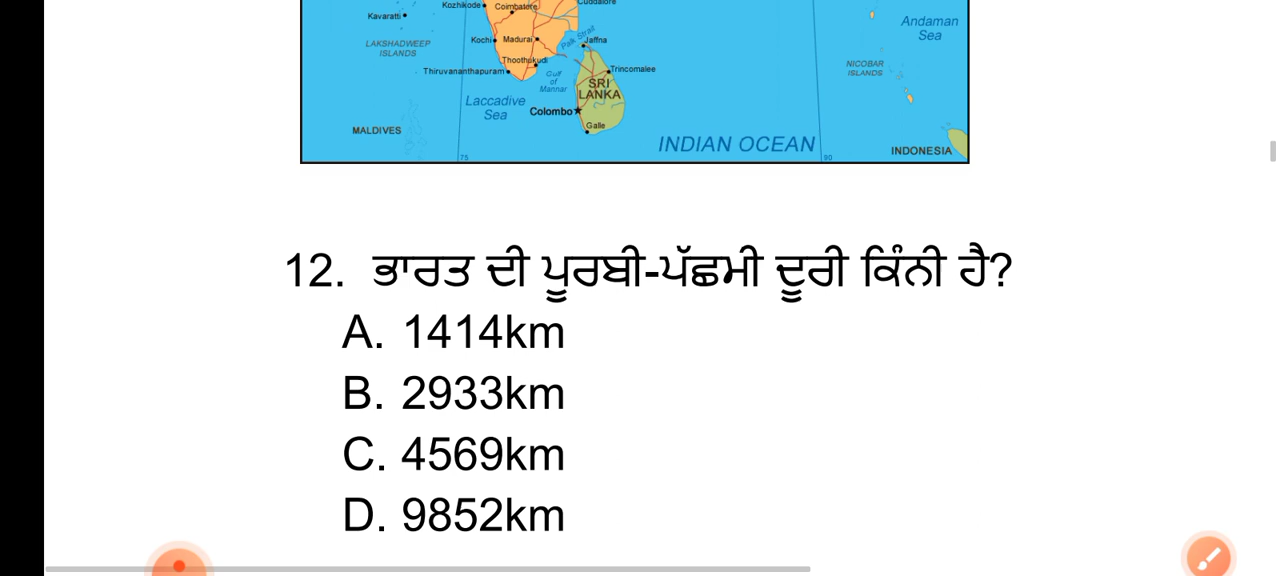 Kozhikode Coimbatore Cuddalore
Kavaratti
Andaman
Sea
LAKSHADWEEP
ISLANDS
Kochi Madurai Palk Strait Jaffna
Thoothukudi
Thiruvananthapuram Gulf
of
Mannar
Trincomalee
NICOBAR
ISLANDS
SRI
LANKA
Laccadive
Sea
Colombo
Galle
MALDIVES
INDIAN OCEAN
INDONESIA
75 90
12. ਭਾਰਤ ਦੀ ਪੂਰਬੀ-ਪੱਛਮੀ ਦੂਰੀ ਕਿੰਨੀ ਹੈ?
A. 1414km
B. 2933km
C. 4569km
D. 9852km